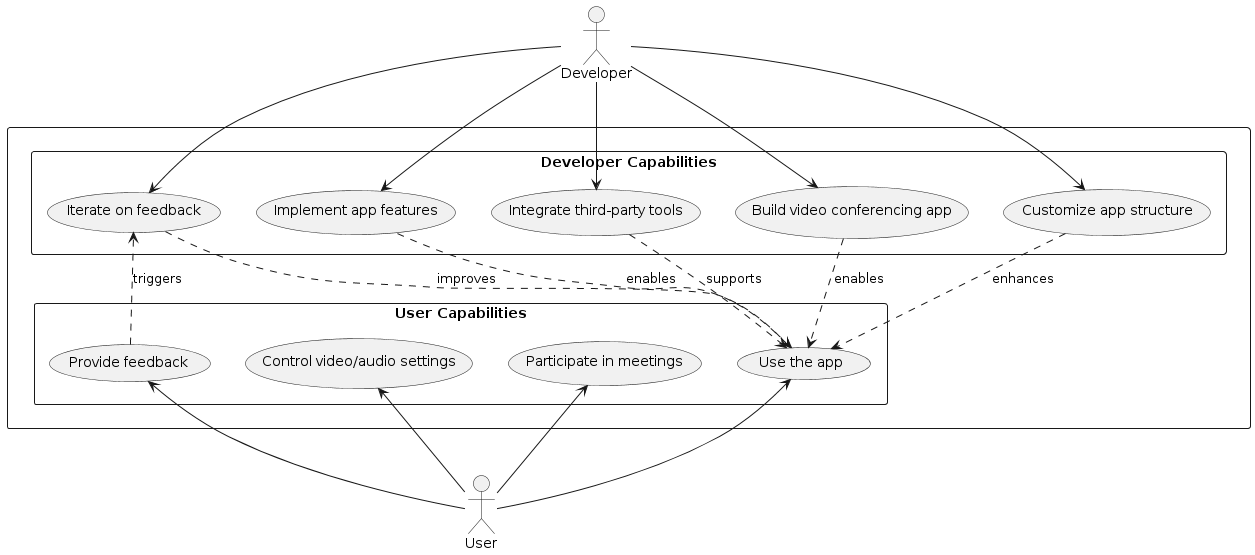 Developer
Developer Capabilities
Iterate on feedback
Implement app features
Integrate third-party tools
Build video conferencing app
Customize app structure
triggers
improves
enables
supports
enables
enhances
User Capabilities
Provide feedback
Control video/audio settings
Participate in meetings
Use the app
User